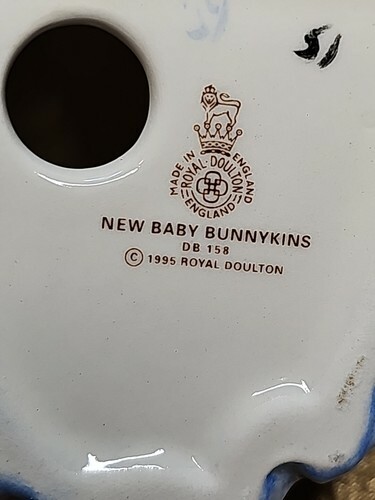 MADE IN ENGLAND
ROYAL·DOULTON
ENGLAND
NEW BABY BUNNYKINS
DB 158
© 1995 ROYAL DOULTON